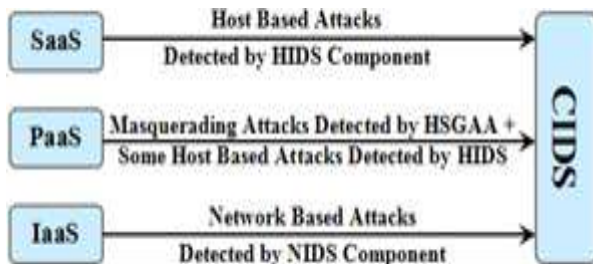 Host Based Attacks
SaaS
Detected by HIDS Component
Masquerading Attacks Detected by HSGAA +
PaaS
Some Host Based Attacks Detected by HIDS
Network Based Attacks
IaaS
Detected by NIDS Component
CIDS